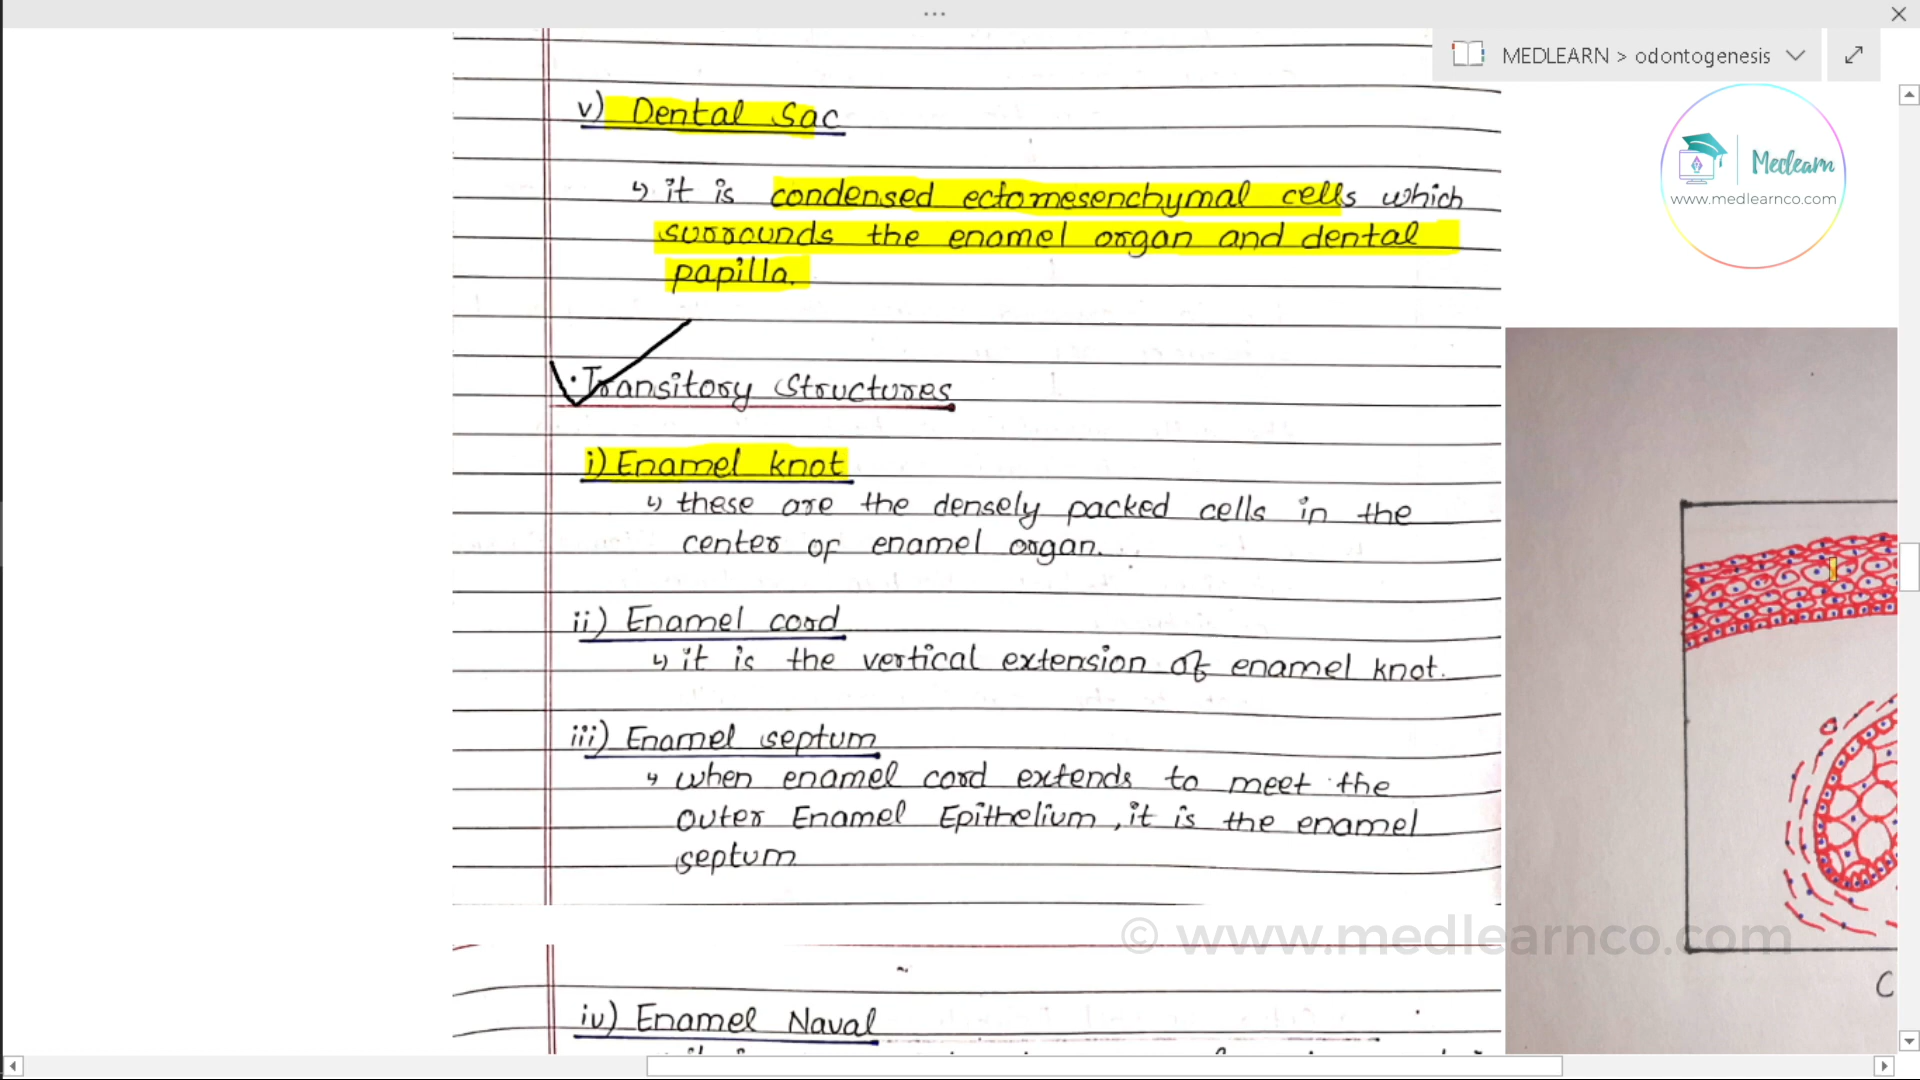 MEDLEARN > odontogenesis
Medlearn
www.medlearnco.com
v) Dental Sac
↳ it is condensed ectomesenchymal cells which
surrounds the enamel organ and dental
papilla.
• Transitory Structures
i) Enamel knot
↳ these are the densely packed cells in the
center of enamel organ.
ii) Enamel cord
↳ it is the vertical extension of enamel knot.
iii) Enamel septum
↳ when enamel cord extends to meet the
outer Enamel Epithelium, it is the enamel
septum
© www.medlearnco.com
C
iv) Enamel Naval